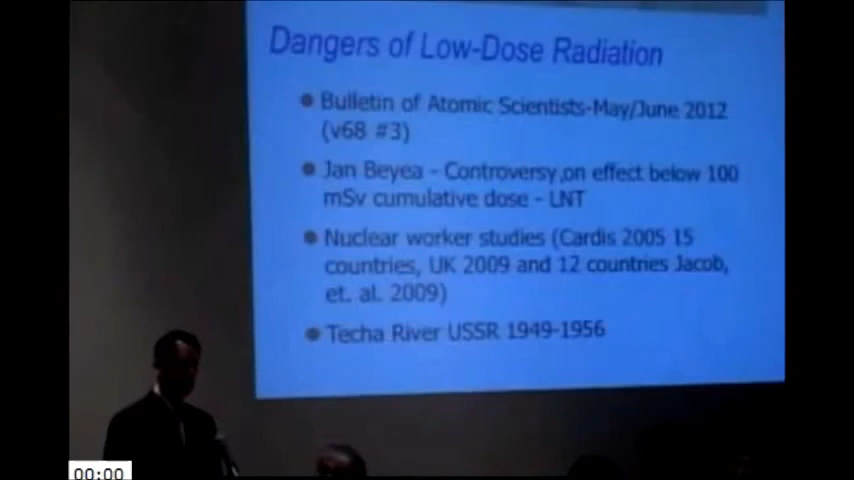 Dangers of Low-Dose Radiation
Bulletin of Atomic Scientists-May/June 2012
(v68 #3)
Jan Beyea - Controversy on effect below 100
mSv cumulative dose - LNT
Nuclear worker studies (Cardis 2005 15
countries, UK 2009 and 12 countries Jacob,
et. al. 2009)
Techa River USSR 1949-1956
00:00